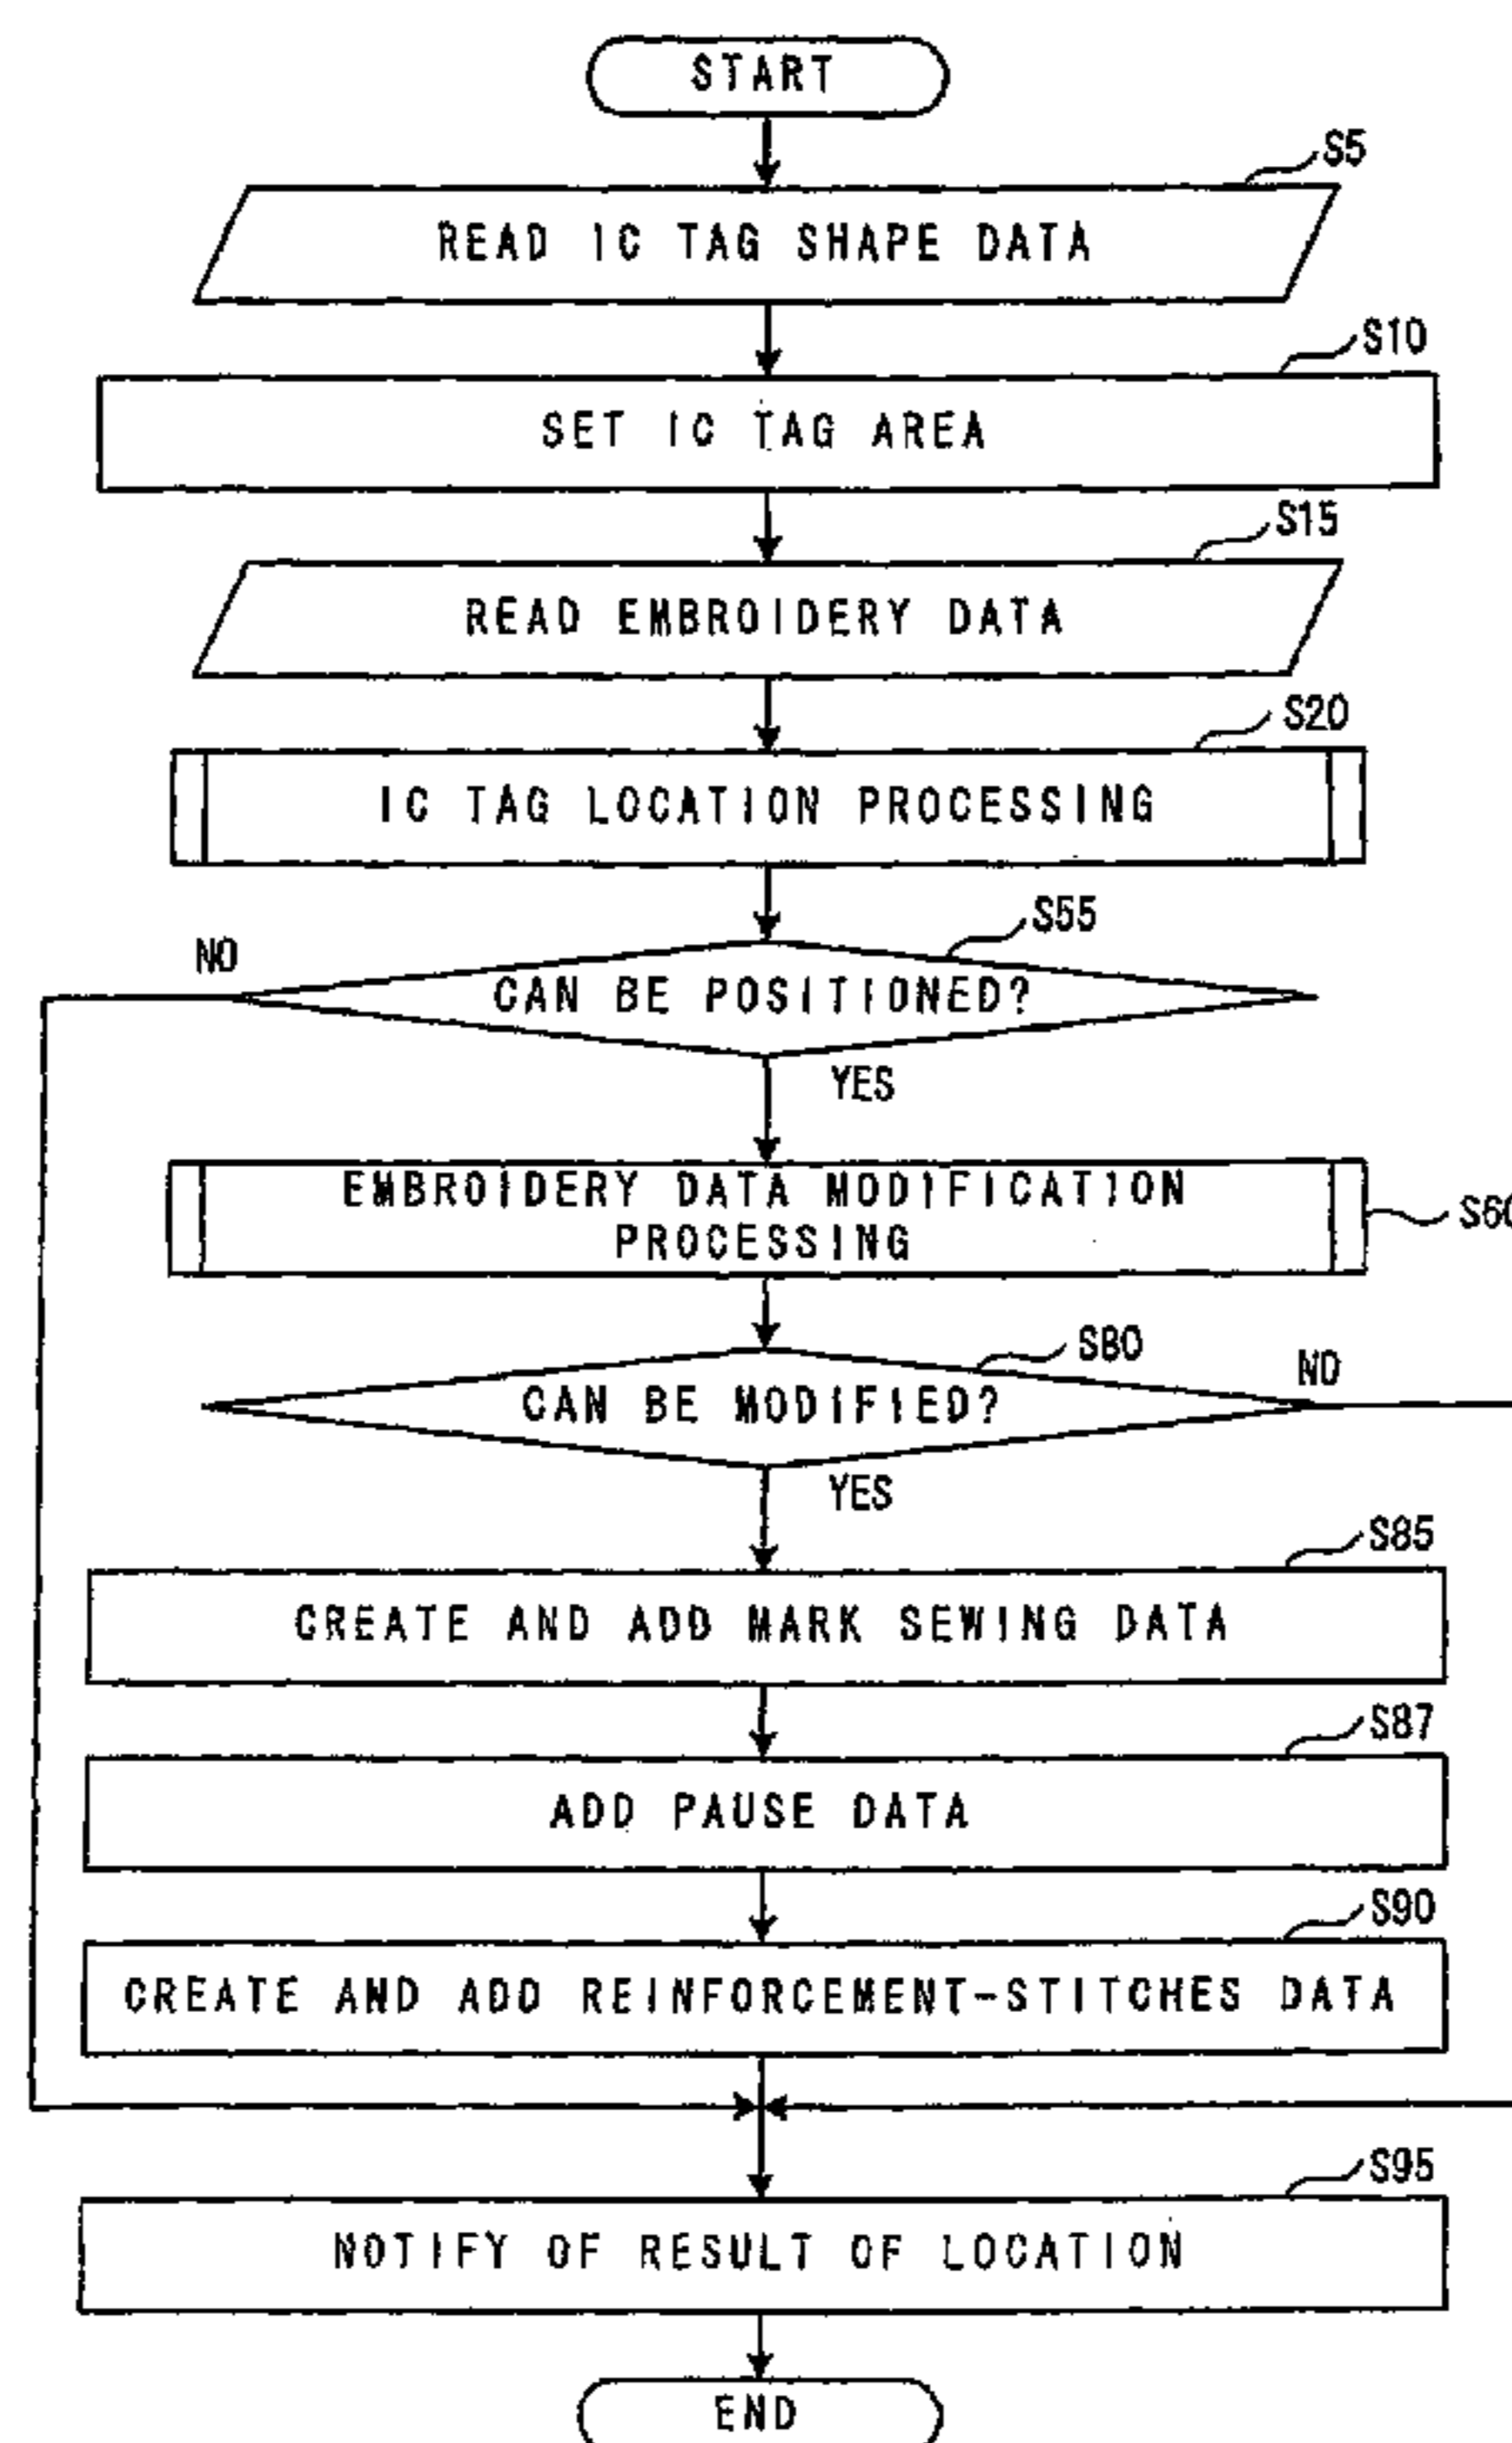 START
S5
READ IC TAG SHAPE DATA
S10
SET IC TAG AREA
S15
READ EMBROIDERY DATA
S20
IC TAG LOCATION PROCESSING
S55
NO
CAN BE POSITIONED?
YES
EMBROIDERY DATA MODIFICATION
PROCESSING
S60
S80
NO
CAN BE MODIFIED?
YES
S85
CREATE AND ADD MARK SEWING DATA
S87
ADD PAUSE DATA
S90
CREATE AND ADD REINFORCEMENT-STITCHES DATA
S95
NOTIFY OF RESULT OF LOCATION
END